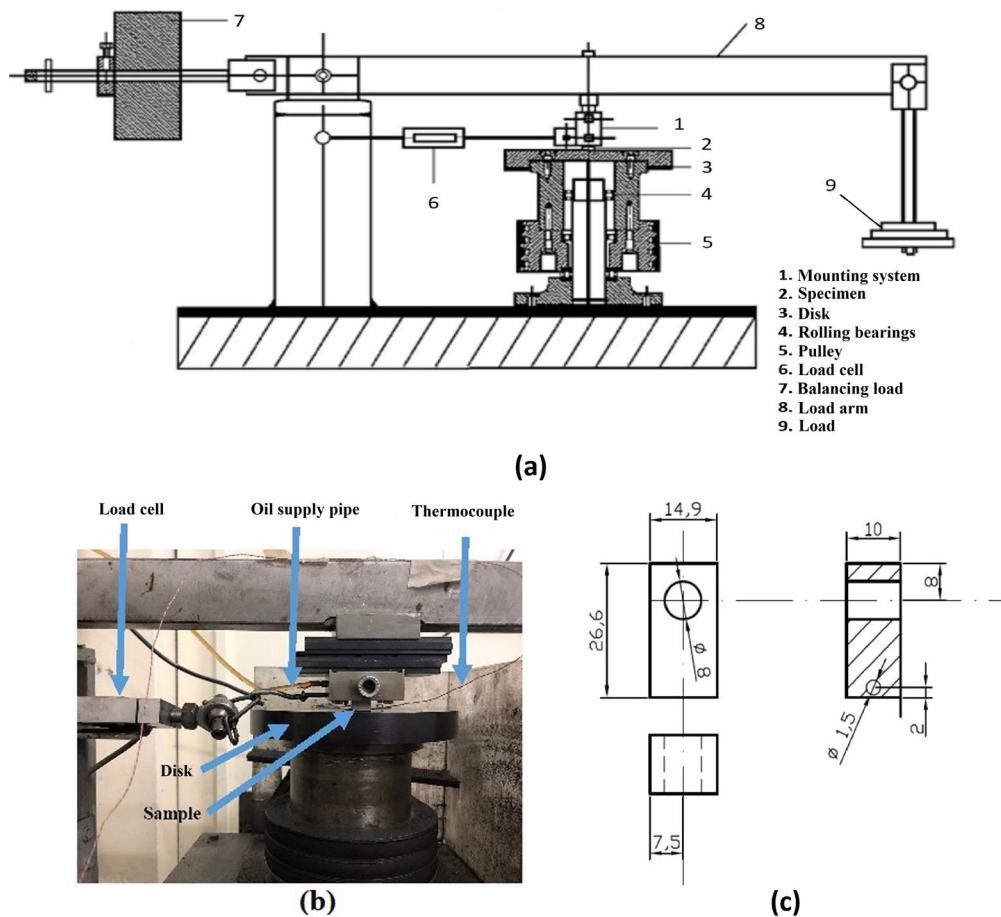 7
8
1
2
3
4
5
6
9
1. Mounting system
2. Specimen
3. Disk
4. Rolling bearings
5. Pulley
6. Load cell
7. Balancing load
8. Load arm
9. Load
(a)
Load cell
Oil supply pipe
Thermocouple
Disk
Sample
(b)
14,9
26,6
ø 8
7,5
10
8
ø 1,5
2
(c)